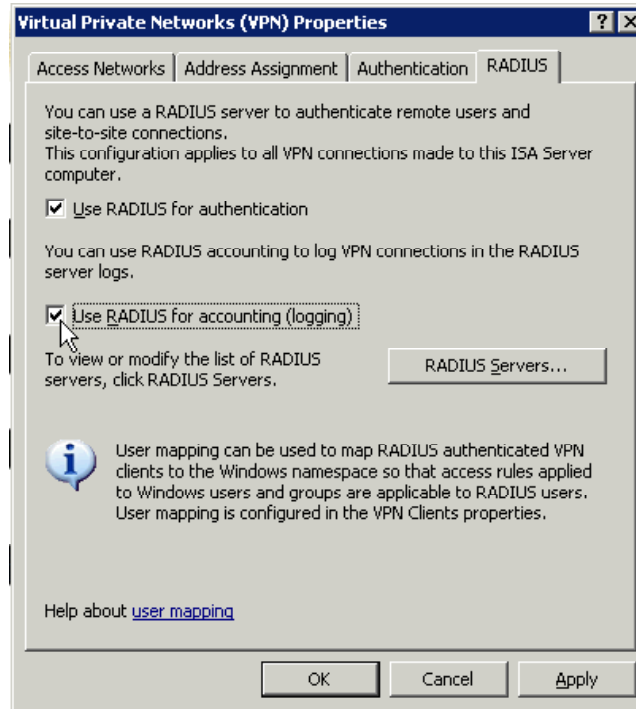 Virtual Private Networks (VPN) Properties
Access Networks
Address Assignment
Authentication
RADIUS
You can use a RADIUS server to authenticate remote users and
site-to-site connections.
This configuration applies to all VPN connections made to this ISA Server
computer.
Use RADIUS for authentication
You can use RADIUS accounting to log VPN connections in the RADIUS
server logs.
Use RADIUS for accounting (logging)
To view or modify the list of RADIUS
servers, click RADIUS Servers.
RADIUS Servers...
User mapping can be used to map RADIUS authenticated VPN
clients to the Windows namespace so that access rules applied
to Windows users and groups are applicable to RADIUS users.
User mapping is configured in the VPN Clients properties.
Help about user mapping
OK
Cancel
Apply